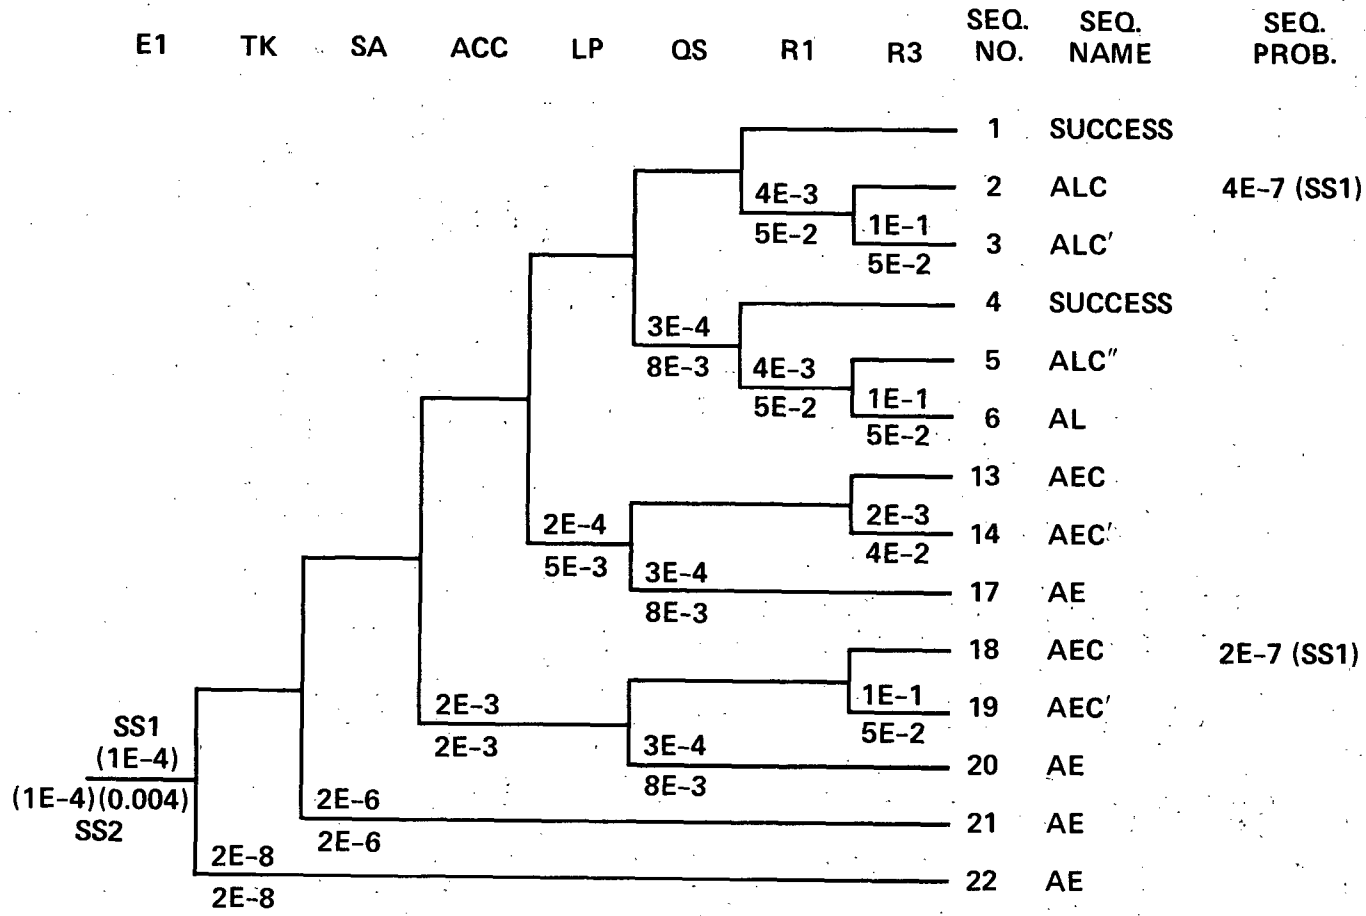 E1 TK SA ACC LP QS R1 R3 SEQ. NO. SEQ. NAME SEQ. PROB.
1 SUCCESS
4E-3 2 ALC 4E-7 (SS1)
5E-2 1E-1 3 ALC′
5E-2
4 SUCCESS
3E-4
8E-3 4E-3 5 ALC″
5E-2 1E-1 6 AL
5E-2
13 AEC
2E-4 2E-3 14 AEC′
5E-3 4E-2
3E-4 17 AE
8E-3
18 AEC 2E-7 (SS1)
2E-3 1E-1 19 AEC′
2E-3 5E-2
SS1
(1E-4)
3E-4 20 AE
8E-3
(1E-4)(0.004)
SS2
2E-6 21 AE
2E-6
2E-8 22 AE
2E-8